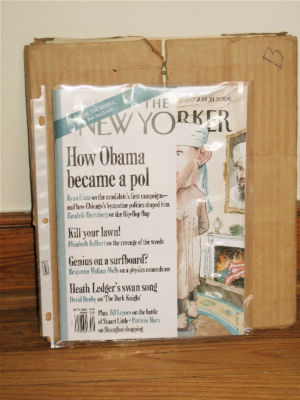 JULY 21, 2008
THE
NEW YORKER
How Obama
became a pol
Ryan Lizza on the candidate's first campaigns—
and how Chicago's byzantine politics shaped him
Hendrik Hertzberg on the flip-flop flap
Kill your lawn!
Elizabeth Kolbert on the revenge of the weeds
Genius on a surfboard?
Benjamin Wallace-Wells on a physics conundrum
Heath Ledger's swan song
David Denby on 'The Dark Knight'
Plus: Jill Lepore on the battle
of Stuart Little • Patricia Marx
on Shanghai shopping
B